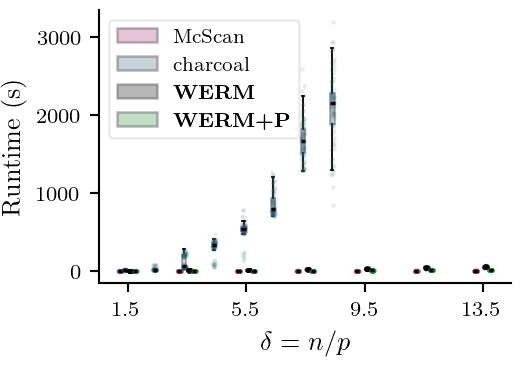 3000
2000
1000
0
Runtime (s)
McScan
charcoal
WERM
WERM+P
1.5 5.5 9.5 13.5
δ = n/p